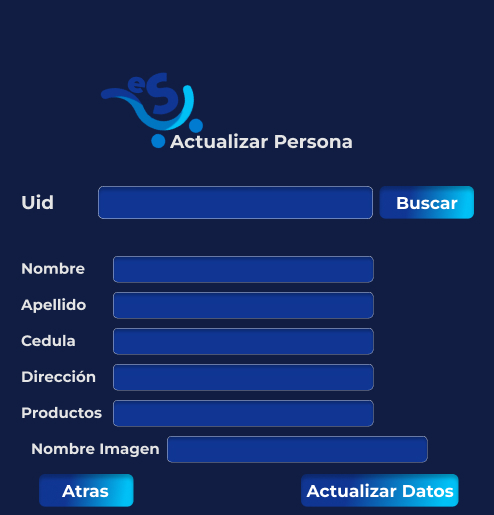 eS
Actualizar Persona
Uid
Buscar
Nombre
Apellido
Cedula
Dirección
Productos
Nombre Imagen
Atras
Actualizar Datos